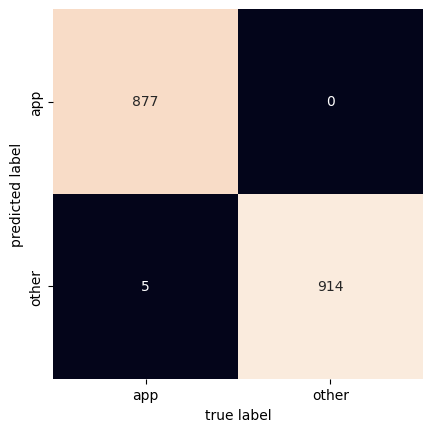 predicted label
app
877
0
other
5
914
app
other
true label